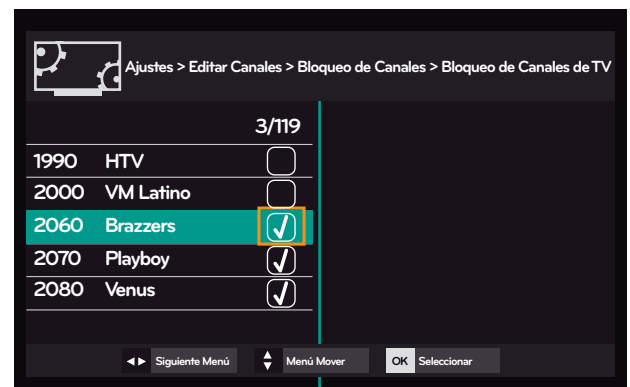 Ajustes > Editar Canales > Bloqueo de Canales > Bloqueo de Canales de TV
3/119
1990 HTV
2000 VM Latino
2060 Brazzers
2070 Playboy
2080 Venus
Siguiente Menú Menú Mover OK Seleccionar